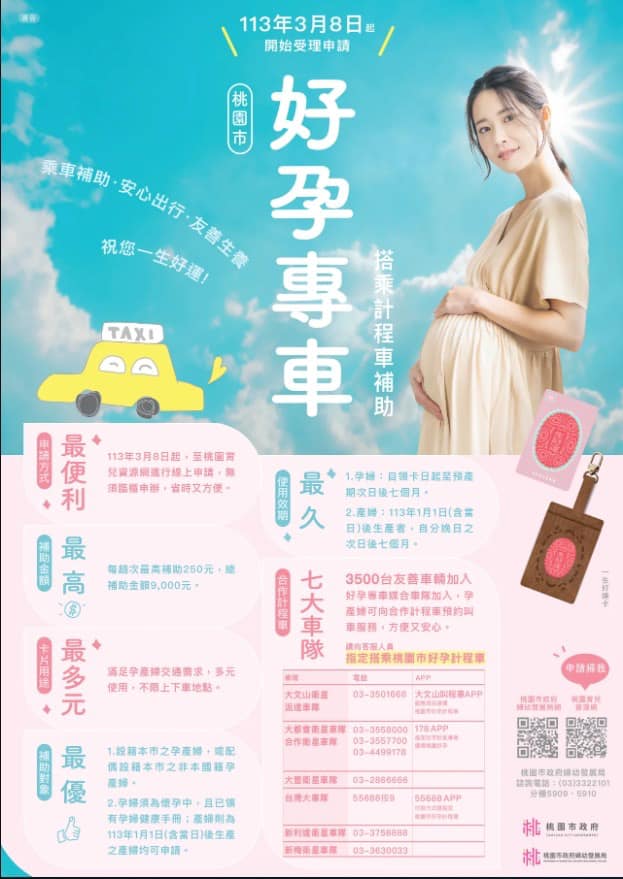 廣告
113年3月8日起
開始受理申請
桃園市
好孕專車
搭乘計程車補助
乘車補助·安心出行·友善生養
祝您一生好運!
TAXI
申請方式
最便利
113年3月8日起,至桃園育
兒資源網進行線上申請,無
須臨櫃申辦,省時又方便。
補助金額
最高
每趟次最高補助250元,總
補助金額9,000元。
卡片用途
最多元
滿足孕產婦交通需求,多元
使用,不限上下車地點。
補助對象
最優
1.設籍本市之孕產婦,或配
偶設籍本市之非本國籍孕
產婦。
2.孕婦須為懷孕中,且已領
有孕婦健康手冊;產婦則為
113年1月1日(含當日)後生產
之產婦均可申請。
使用效期
最久
1.孕婦:自領卡日起至預產
期次日後七個月。
2.產婦:113年1月1日(含當
日)後生產者,自分娩日之
次日後七個月。
合作計程車
七大車隊
3500台友善車輛加入
好孕專車媒合車隊加入,孕
產婦可向合作計程車預約叫
車服務,方便又安心。
請向客服人員
指定搭乘桃園市好孕計程車
車隊 電話 APP
大文山衛星
派遣車隊
03-3501668
大文山叫程車APP
大都會衛星車隊
合作衛星車隊
03-3558000
03-3557700
03-4499178
178 APP
大豐衛星車隊 03-2866666
台灣大車隊 55688撥9 55688 APP
新利達衛星車隊 03-3758888
新梅衛星車隊 03-3630033
一生好孕卡
申請掃我
桃園市政府
婦幼發展局網
桃園育兒
資源網
桃園市政府婦幼發展局
諮詢電話:(03)3322101
分機5909、5910
桃園市政府
桃園市政府婦幼發展局